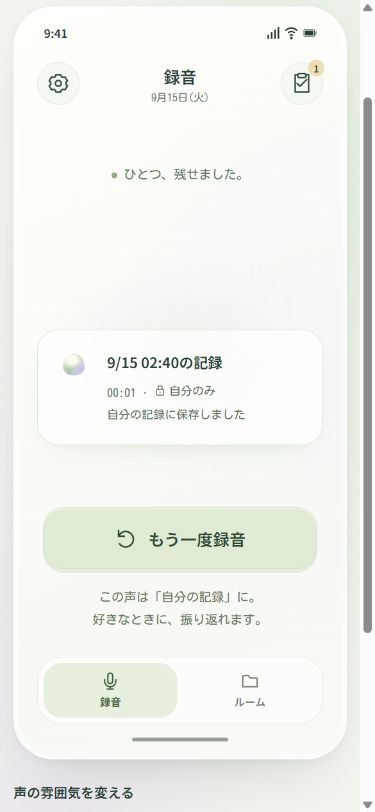 9:41
録音
9月15日(火)
1
ひとつ、残せました。
9/15 02:40の記録
00:01 · 自分のみ
自分の記録に保存しました
もう一度録音
この声は「自分の記録」に。
好きなときに、振り返れます。
録音
ルーム
声の雰囲気を変える